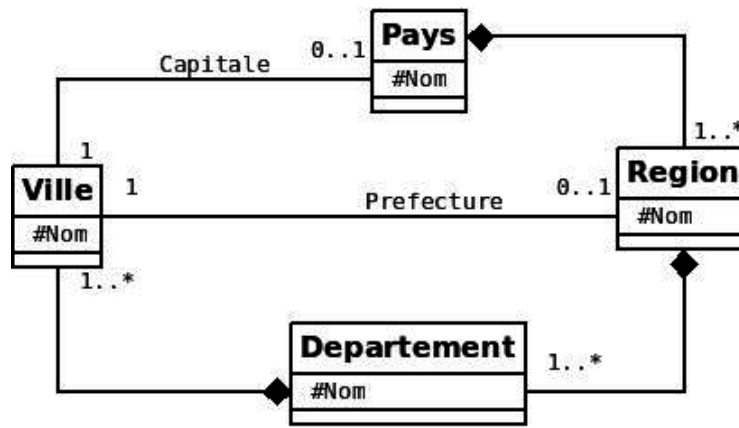 Pays
#Nom
0..1
Capitale
1..*
1
Ville
#Nom
1
Prefecture
0..1
Region
#Nom
1..*
Departement
#Nom
1..*